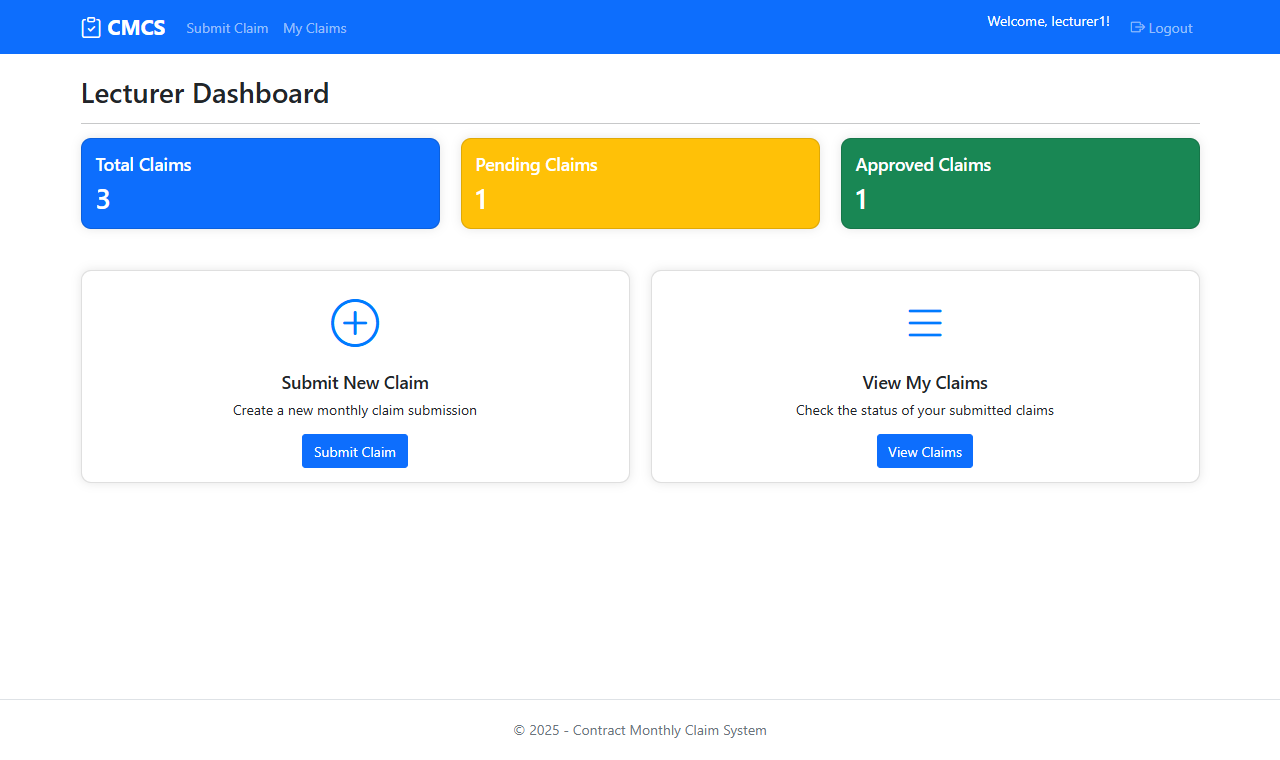 CMCS Submit Claim My Claims Welcome, lecturer1! Logout
Lecturer Dashboard
Total Claims Pending Claims Approved Claims
3 1 1
Submit New Claim View My Claims
Create a new monthly claim submission Check the status of your submitted claims
Submit Claim View Claims
© 2025 - Contract Monthly Claim System